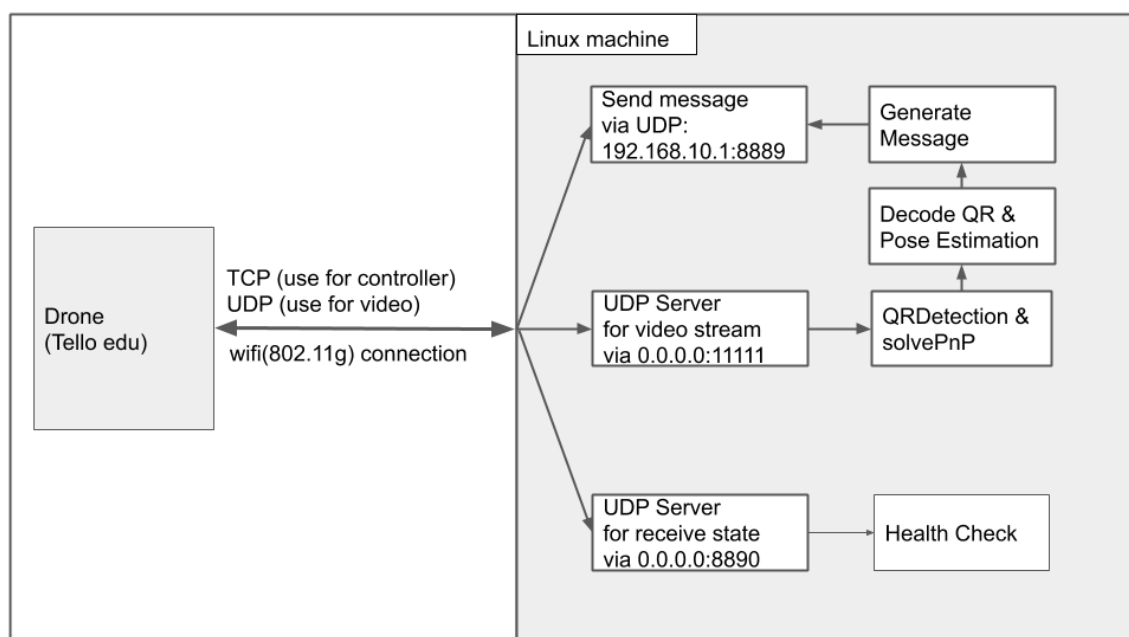 Linux machine
Send message
via UDP:
192.168.10.1:8889
Generate
Message
Decode QR &
Pose Estimation
TCP (use for controller)
UDP (use for video)
wifi(802.11g) connection
Drone
(Tello edu)
UDP Server
for video stream
via 0.0.0.0:11111
QRDetection &
solvePnP
UDP Server
for receive state
via 0.0.0.0:8890
Health Check